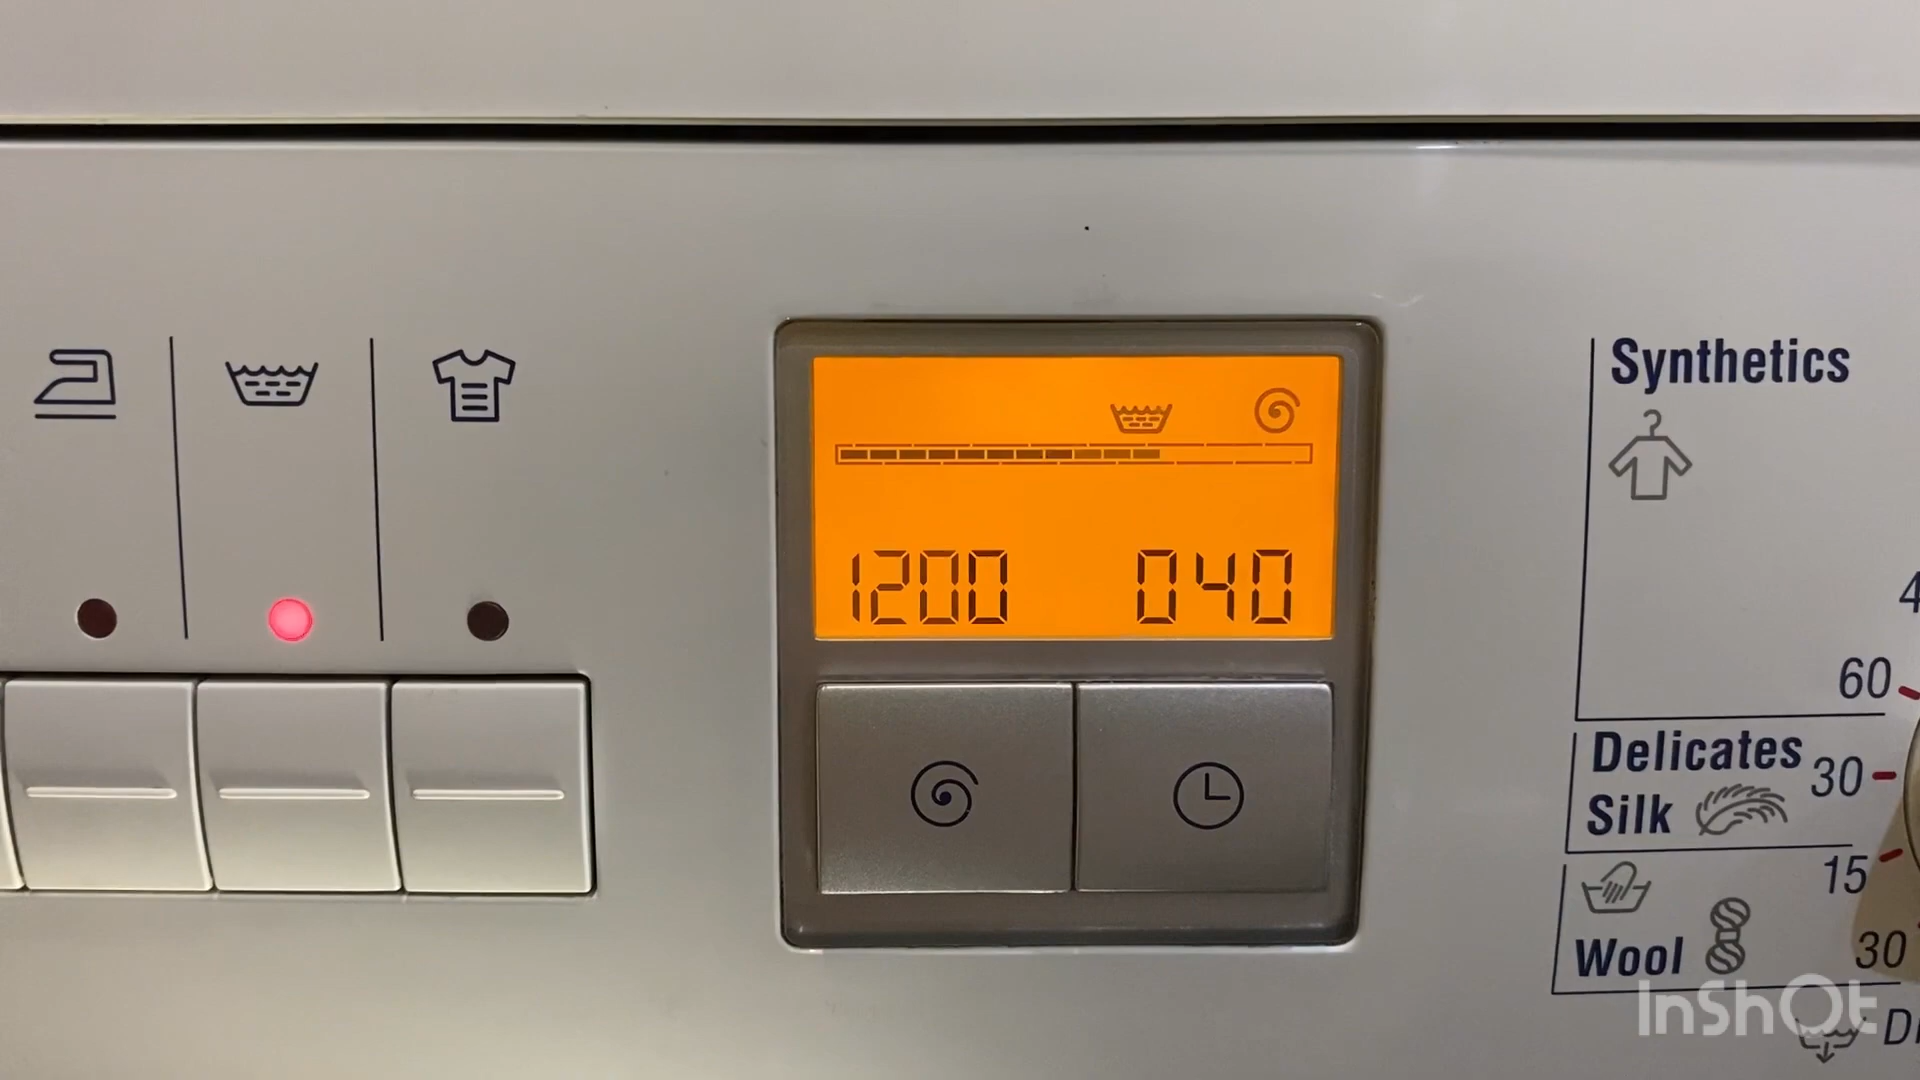 1200 040
Synthetics
60
Delicates
Silk
30
15
Wool
30
InShOt